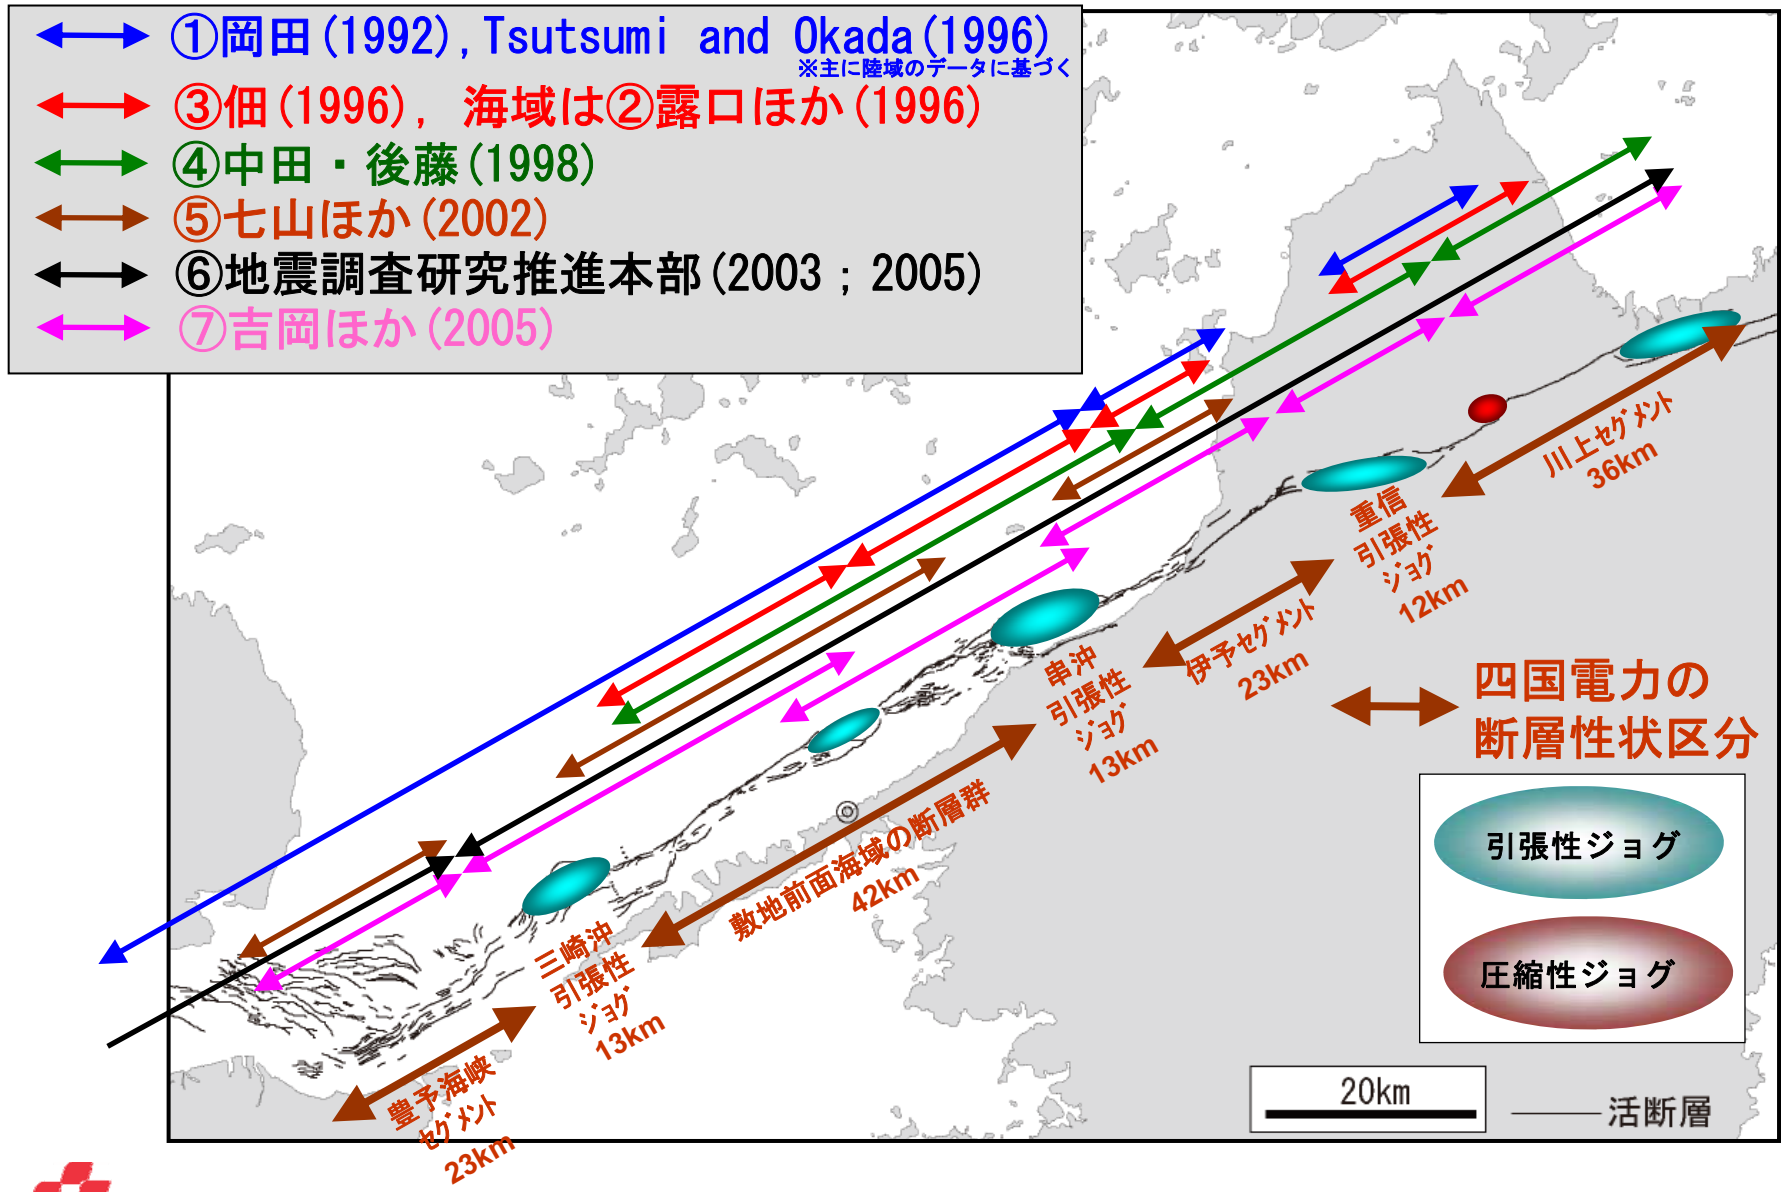 ①岡田(1992),Tsutsumi and Okada(1996)
※主に陸域のデータに基づく
③佃(1996), 海域は②露口ほか(1996)
④中田・後藤(1998)
⑤七山ほか(2002)
⑥地震調査研究推進本部(2003；2005)
⑦吉岡ほか(2005)
川上ｾｸﾞﾒﾝﾄ
36km
重信
引張性
ｼﾞｮｸﾞ
12km
伊予ｾｸﾞﾒﾝﾄ
23km
串沖
引張性
ｼﾞｮｸﾞ
13km
敷地前面海域の断層群
42km
三崎沖
引張性
ｼﾞｮｸﾞ
13km
豊予海峡
ｾｸﾞﾒﾝﾄ
23km
四国電力の
断層性状区分
引張性ジョグ
圧縮性ジョグ
20km
活断層